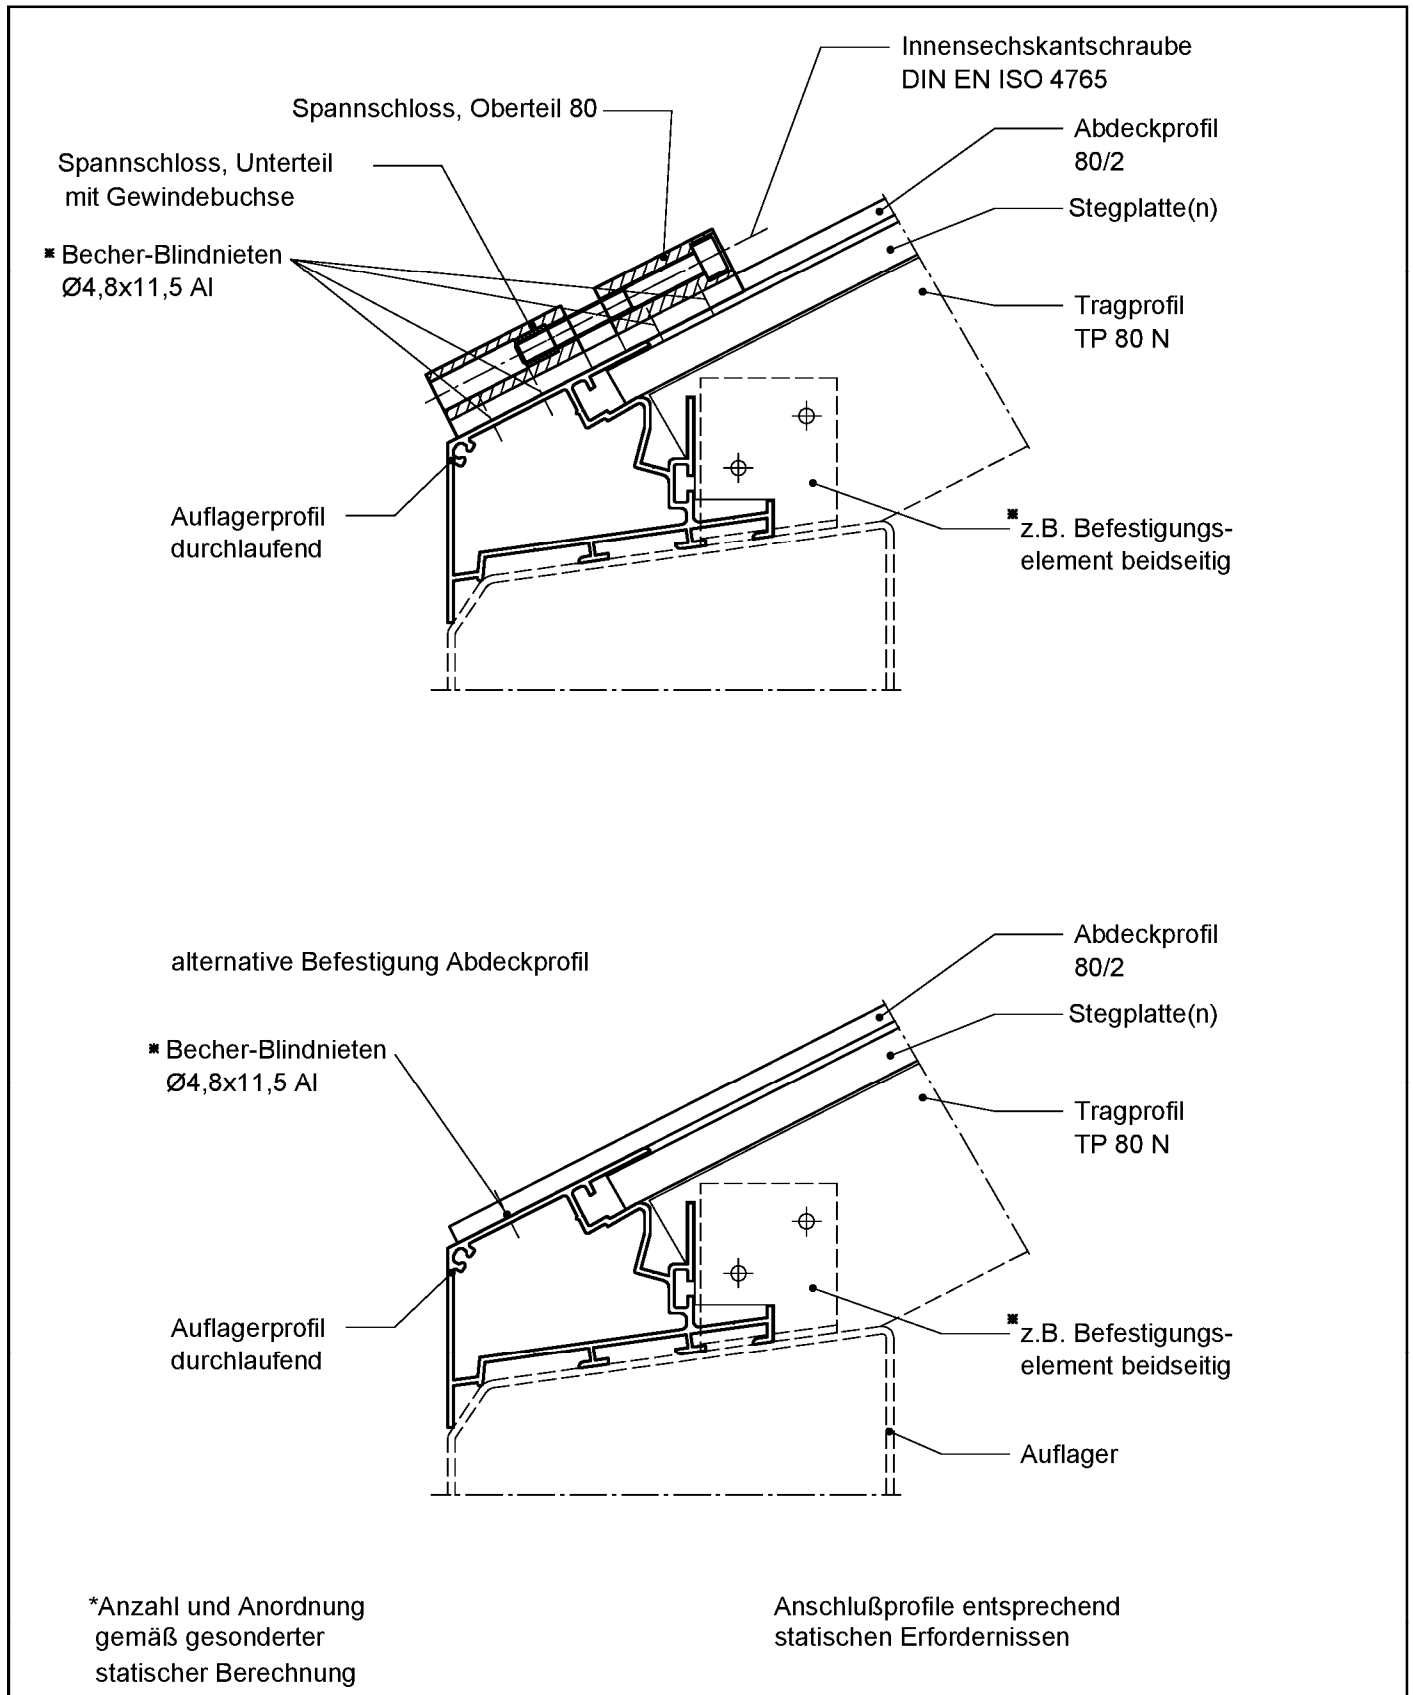 Innensechskantschraube
DIN EN ISO 4765
Spannschloss, Oberteil 80
Abdeckprofil
80/2
Spannschloss, Unterteil
mit Gewindebuchse
Stegplatte(n)
* Becher-Blindnieten
Ø4,8x11,5 Al
Tragprofil
TP 80 N
Auflagerprofil
durchlaufend
* z.B. Befestigungs-
element beidseitig
alternative Befestigung Abdeckprofil
Abdeckprofil
80/2
Stegplatte(n)
* Becher-Blindnieten
Ø4,8x11,5 Al
Tragprofil
TP 80 N
Auflagerprofil
durchlaufend
* z.B. Befestigungs-
element beidseitig
Auflager
*Anzahl und Anordnung
gemäß gesonderter
statischer Berechnung
Anschlußprofile entsprechend
statischen Erfordernissen